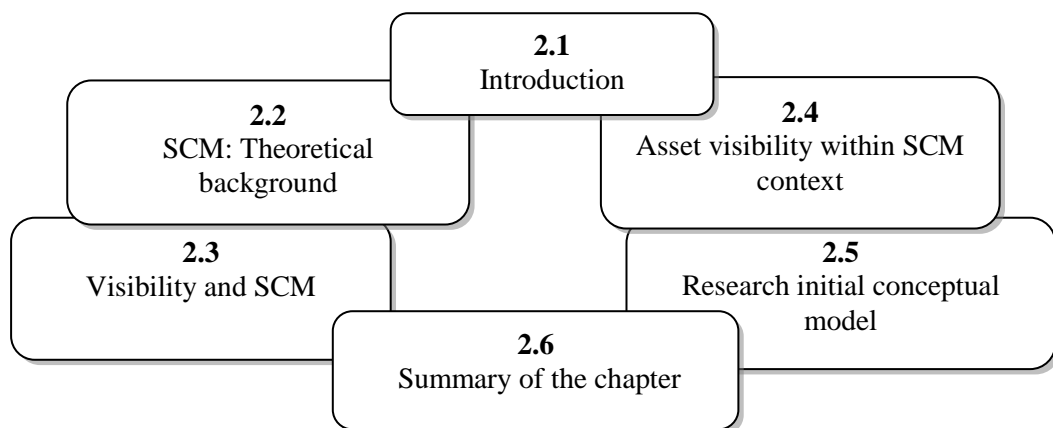 2.1
Introduction
2.2
SCM: Theoretical
background
2.3
Visibility and SCM
2.4
Asset visibility within SCM
context
2.5
Research initial conceptual
model
2.6
Summary of the chapter